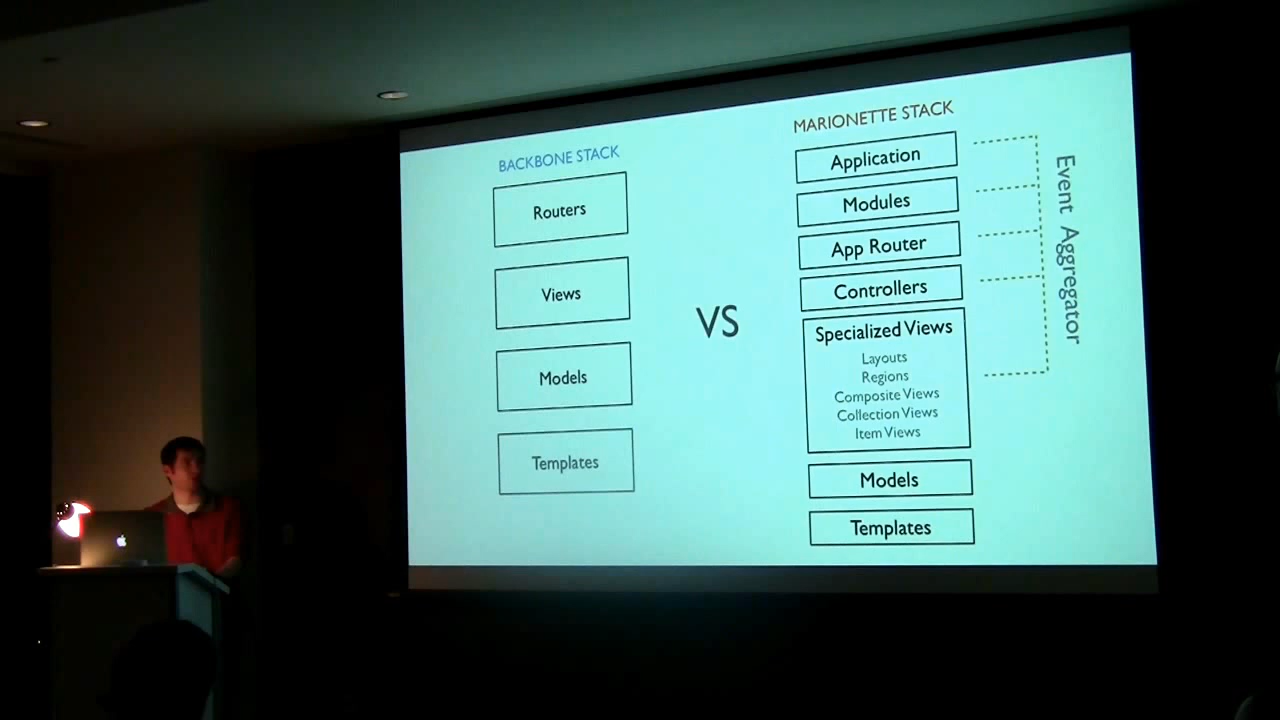 BACKBONE STACK
Routers
Views
Models
Templates
VS
MARIONETTE STACK
Application
Modules
App Router
Controllers
Specialized Views
Layouts
Regions
Composite Views
Collection Views
Item Views
Models
Templates
Event Aggregator